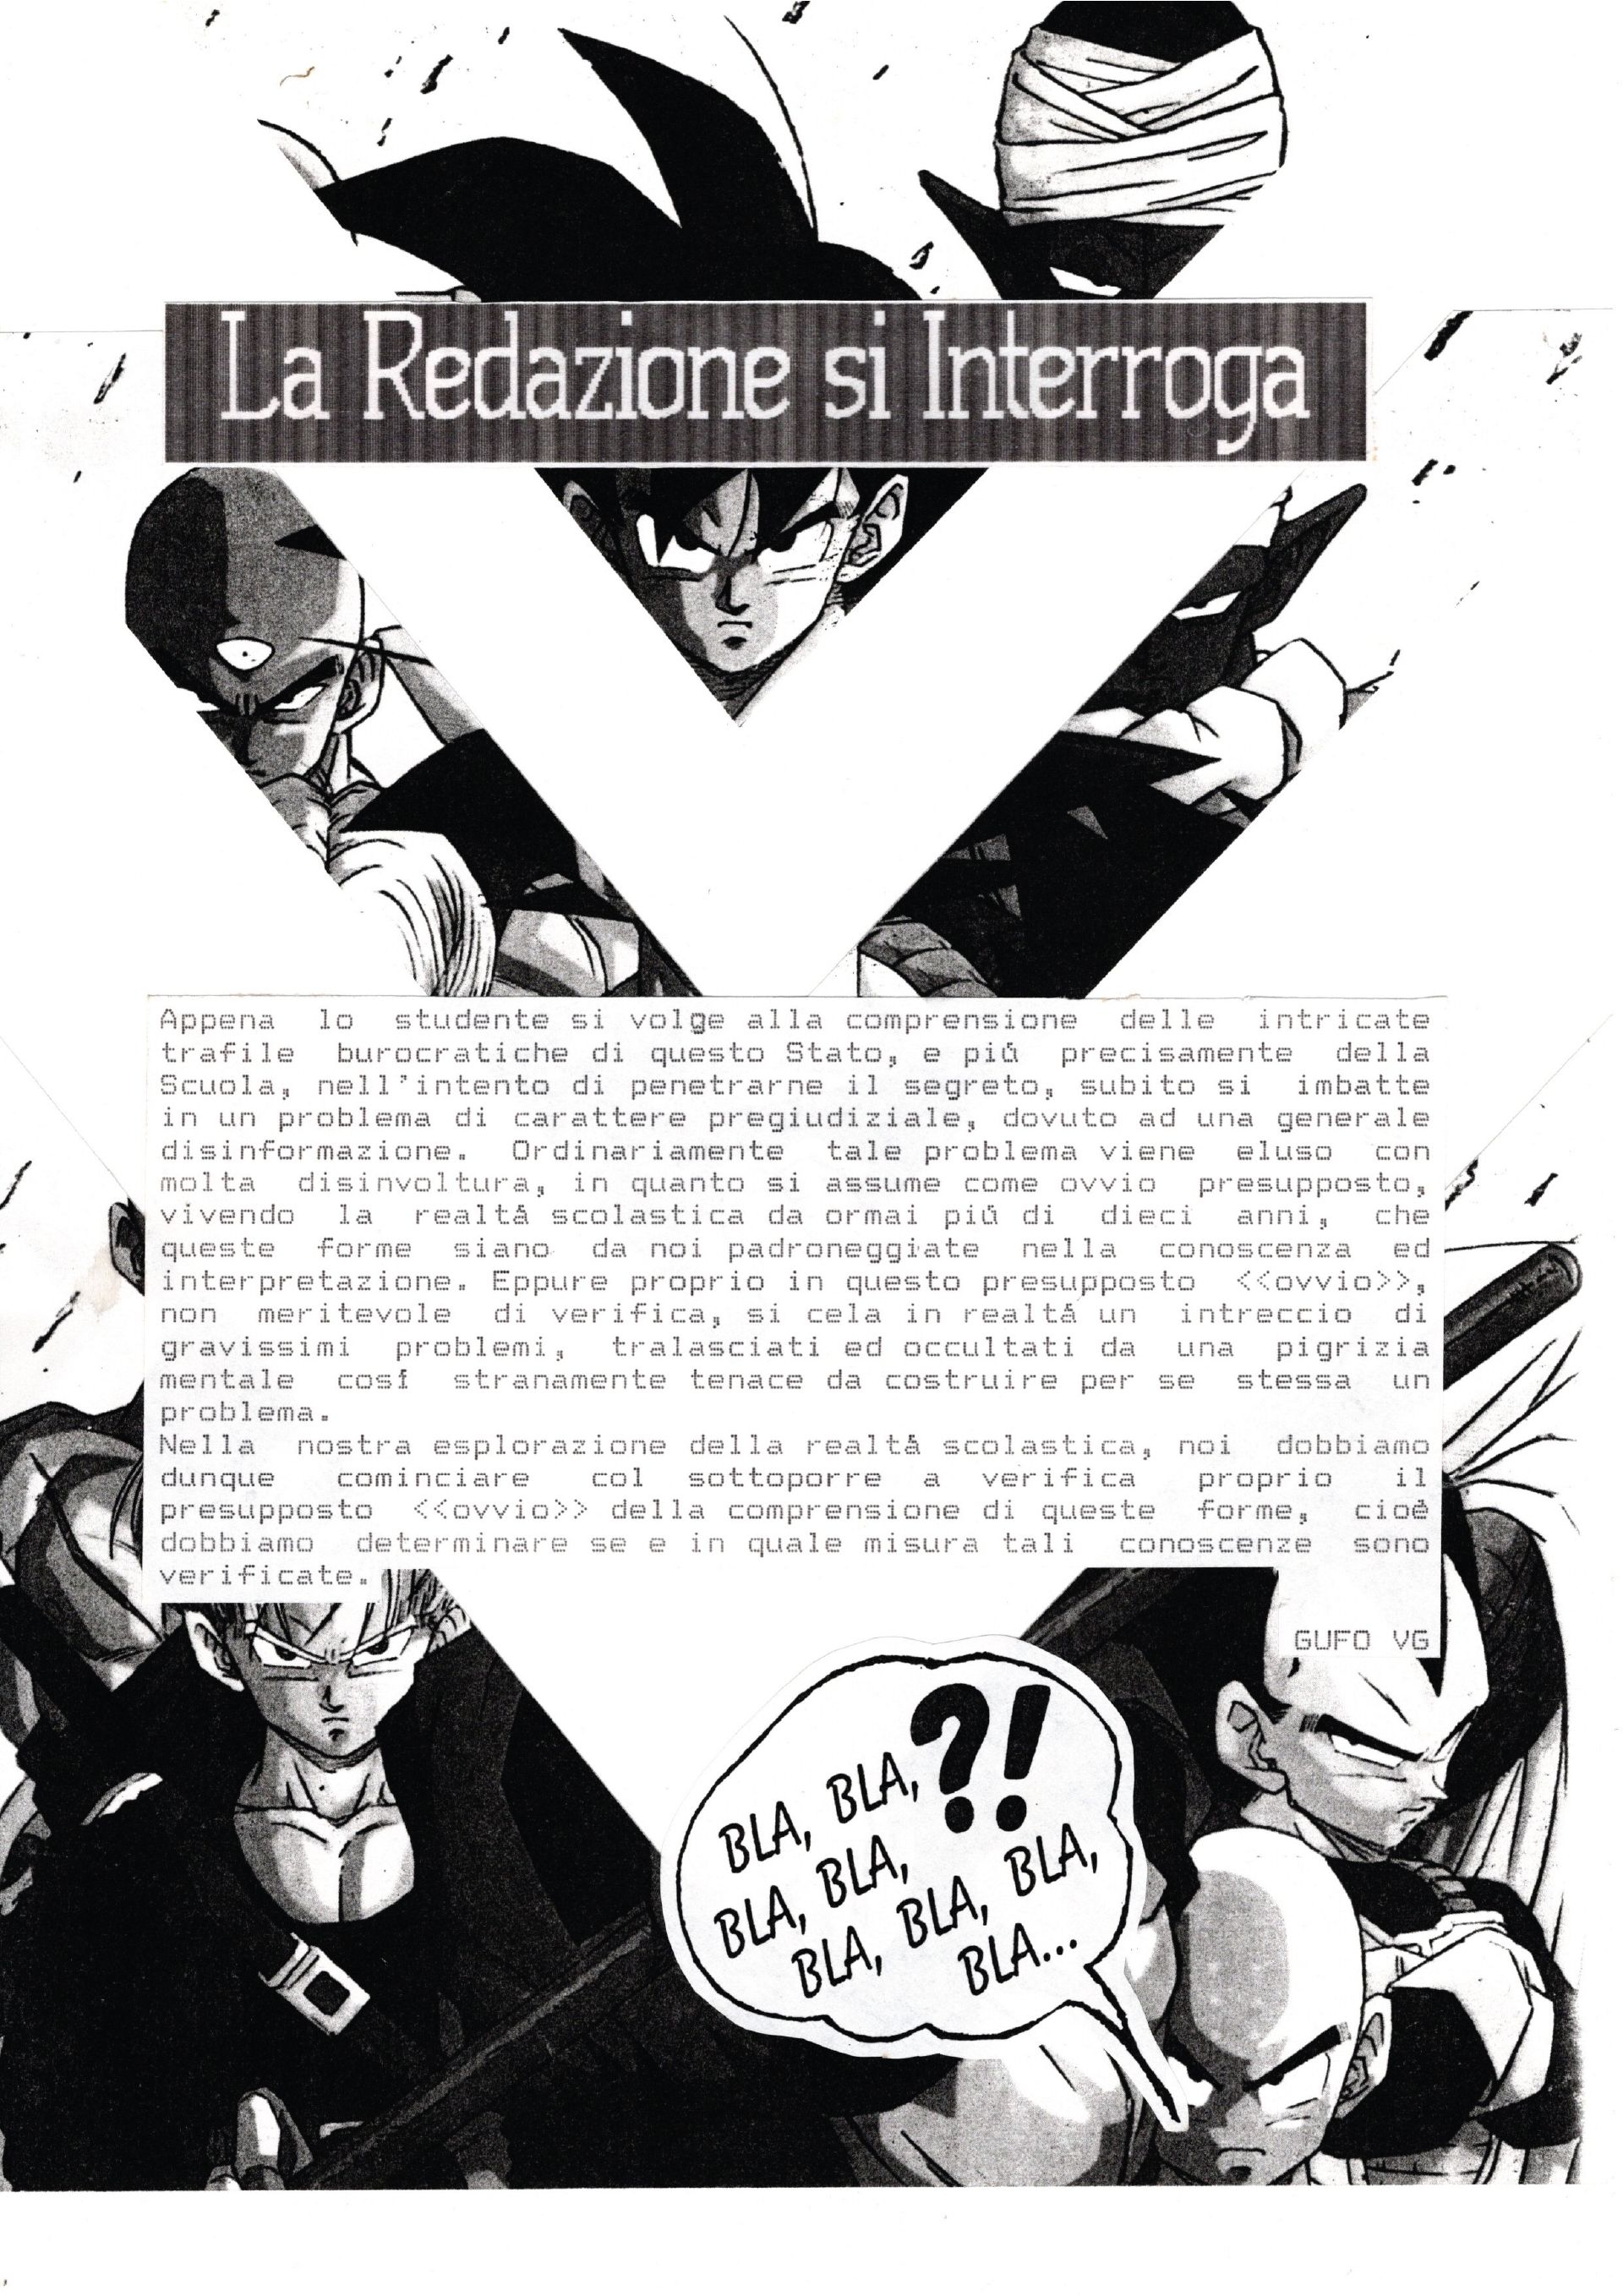 La Redazione si Interroga
Appena lo studente si volge alla comprensione delle intricate
trafile burocratiche di questo Stato, e più precisamente della
Scuola, nell'intento di penetrarne il segreto, subito si imbatte
in un problema di carattere pregiudiziale, dovuto ad una generale
disinformazione. Ordinariamente tale problema viene eluso con
molta disinvoltura, in quanto si assume come ovvio presupposto,
vivendo la realtà scolastica da ormai più di dieci anni, che
queste forme siano da noi padroneggiate nella conoscenza ed
interpretazione. Eppure proprio in questo presupposto <<ovvio>>,
non meritevole di verifica, si cela in realtà un intreccio di
gravissimi problemi, tralasciati ed occultati da una pigrizia
mentale così stranamente tenace da costruire per se stessa un
problema.
Nella nostra esplorazione della realtà scolastica, noi dobbiamo
dunque cominciare col sottoporre a verifica proprio il
presupposto <<ovvio>> della comprensione di queste forme, cioè
dobbiamo determinare se e in quale misura tali conoscenze sono
verificate.
GUFO VG
?!
BLA, BLA,
BLA, BLA,
BLA, BLA, BLA,
BLA...